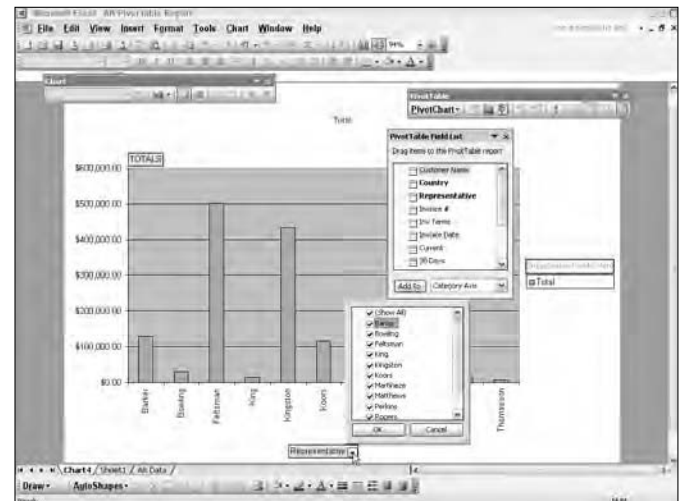 Microsoft Excel - AR PivotTable Report
File Edit View Insert Format Tools Chart Window Help
94%
Chart
PivotTable
PivotChart
Total
PivotTable Field List
Drag items to the PivotTable report
Customer Name
Country
Representative
Invoice #
Inv Terms
Invoice Date
Current
30 Days
Add To
Category Axis
TOTALS
$600,000.00
$500,000.00
$400,000.00
$300,000.00
$200,000.00
$100,000.00
$0.00
Total
(Show All)
Barker
Bowling
Feltsman
King
Kingston
Koors
Martinaze
Matthews
Perkins
Rogers
OK
Cancel
Barker
Bowling
Feltsman
King
Kingston
Koors
Thomasson
Representative
Chart4 / Sheet1 / AR Data
Draw
AutoShapes